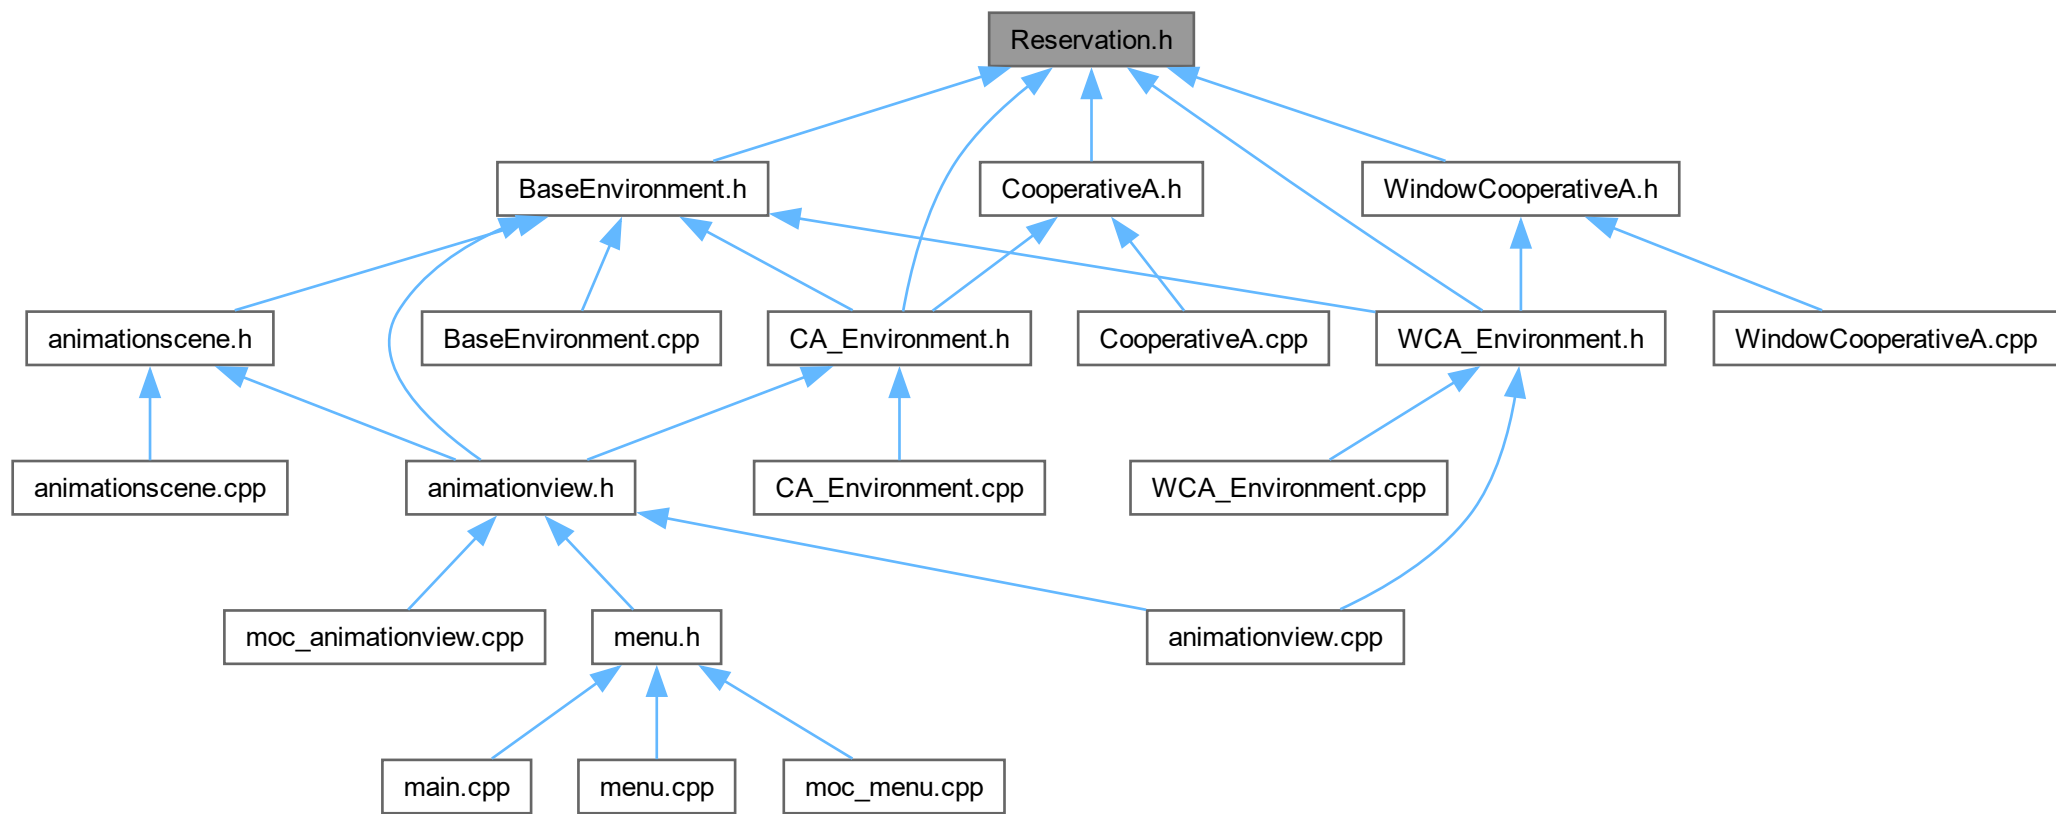 Reservation.h
BaseEnvironment.h
CooperativeA.h
WindowCooperativeA.h
animationscene.h
BaseEnvironment.cpp
CA_Environment.h
CooperativeA.cpp
WCA_Environment.h
WindowCooperativeA.cpp
animationscene.cpp
animationview.h
CA_Environment.cpp
WCA_Environment.cpp
moc_animationview.cpp
menu.h
animationview.cpp
main.cpp
menu.cpp
moc_menu.cpp